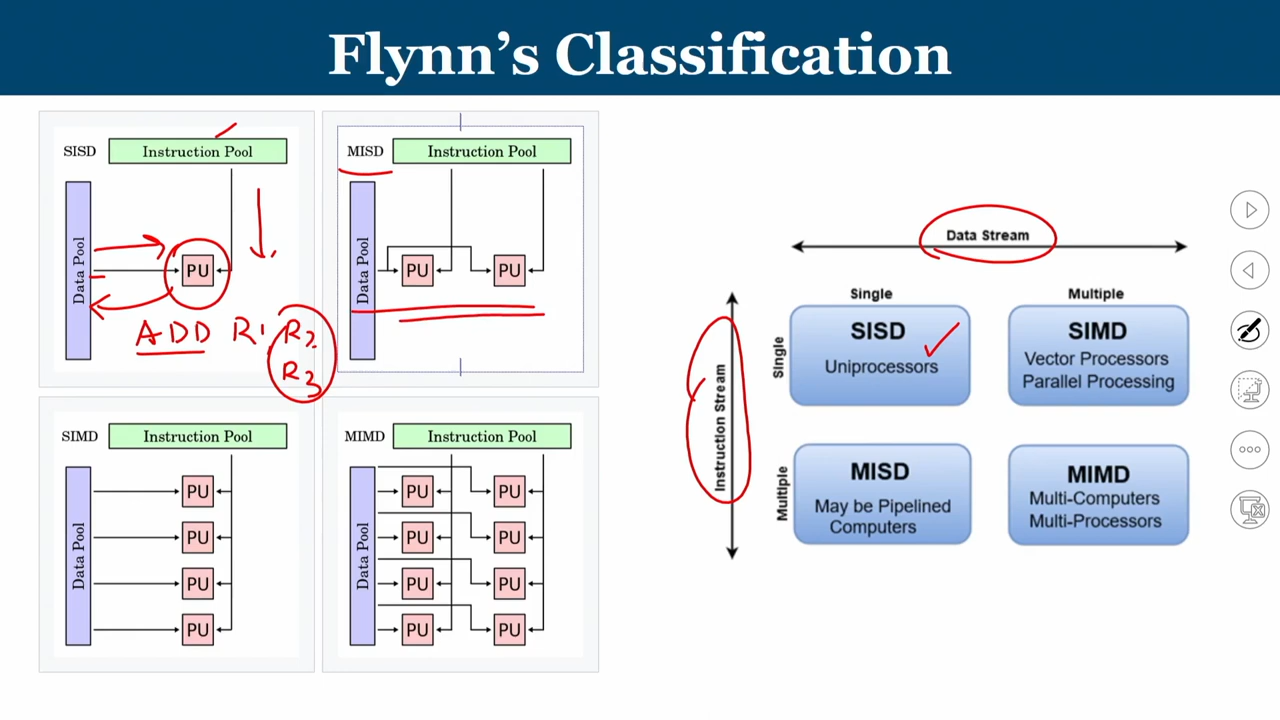 Flynn's Classification
SISD
Instruction Pool
Data Pool
PU
ADD R1, R2
R3
MISD
Instruction Pool
Data Pool
PU PU
SIMD
Instruction Pool
Data Pool
PU
PU
PU
PU
MIMD
Instruction Pool
Data Pool
PU PU
PU PU
PU PU
PU PU
Data Stream
Single Multiple
Instruction Stream
Single
SISD
Uniprocessors
SIMD
Vector Processors
Parallel Processing
Multiple
MISD
May be Pipelined
Computers
MIMD
Multi-Computers
Multi-Processors